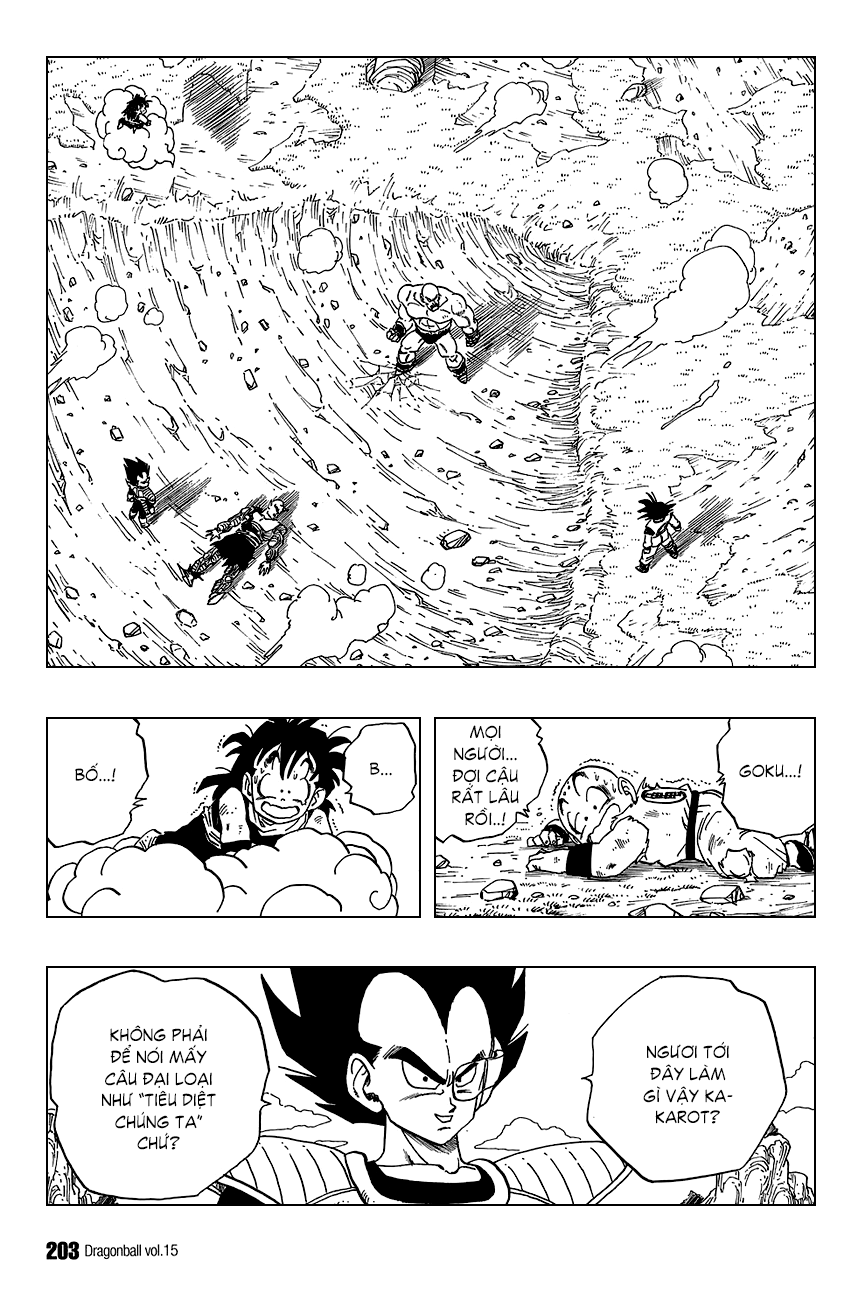 GOKU...!
MỌI
NGƯỜI...
ĐỢI CẬU
RẤT LÂU
RỒI..!
B...
BỐ...!
NGƯƠI TỚI
ĐÂY LÀM
GÌ VẬY KA-
KAROT?
KHÔNG PHẢI
ĐỂ NÓI MẤY
CÂU ĐẠI LOẠI
NHƯ "TIÊU DIỆT
CHÚNG TA"
CHỨ?
203 Dragonball vol.15